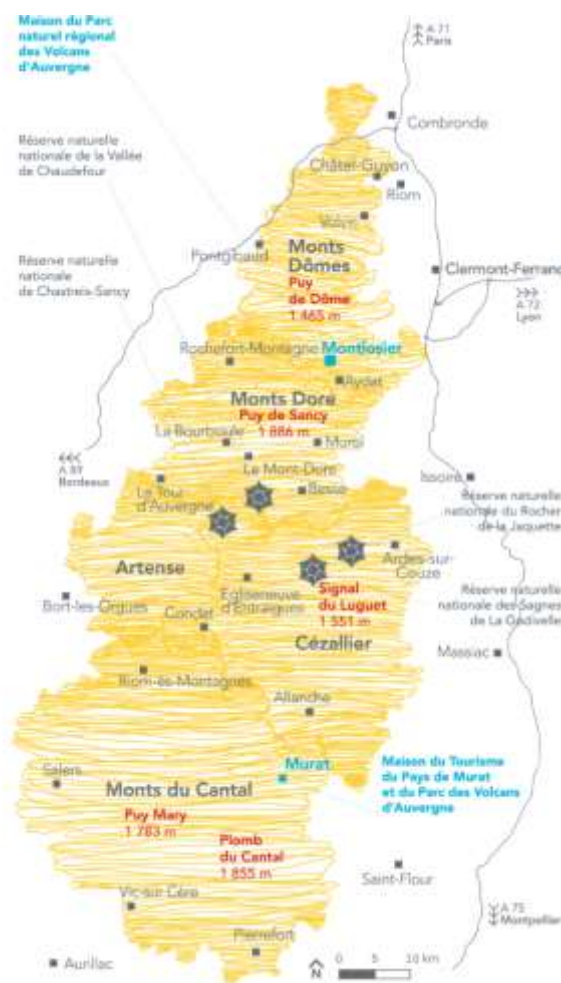 Maison du Parc
naturel régional
des Volcans
d'Auvergne
A 71
Paris
Combronde
Réserve naturelle
nationale de la Vallée
de Chaudefour
Châtel-Guyon
Riom
Volvic
Réserve naturelle
nationale
de Chastreix-Sancy
Pontgibaud
Monts
Dômes
Clermont-Ferrand
Puy
de Dôme
1 465 m
A 72
Lyon
Rochefort-Montagne
Montlosier
Aydat
Monts Dore
Puy de Sancy
1 886 m
La Bourboule
Murol
A 89
Bordeaux
Le Mont-Dore
La Tour
d'Auvergne
Besse
Issoire
Réserve naturelle
nationale du Rocher
de la Jaquette
Artense
Ardes-sur-
Couze
Signal
du Luguet
1 551 m
Égliseneuve
d'Entraigues
Bort-les-Orgues
Condat
Réserve naturelle
nationale des Sagnes
de La Godivelle
Cézallier
Massiac
Riom-ès-Montagnes
Allanche
Murat
Maison du Tourisme
du Pays de Murat
et du Parc des Volcans
d'Auvergne
Salers
Monts du Cantal
Puy Mary
1 783 m
Plomb
du Cantal
1 855 m
Saint-Flour
Vic-sur Cère
A 75
Montpellier
Pierrefort
Aurillac
N
0 5 10 km